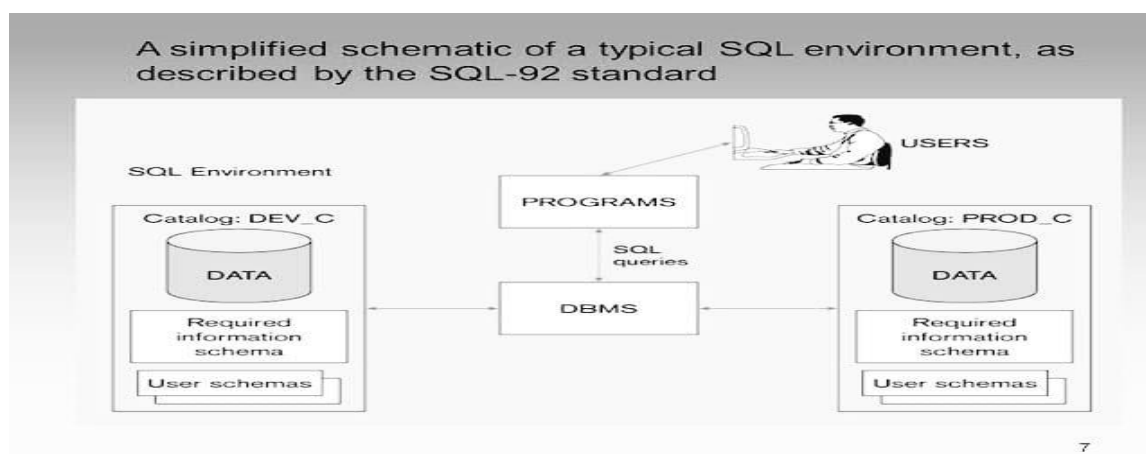 A simplified schematic of a typical SQL environment, as
described by the SQL-92 standard
USERS
SQL Environment
PROGRAMS
Catalog: DEV_C
Catalog: PROD_C
SQL
queries
DATA
DATA
DBMS
Required
information
schema
Required
information
schema
User schemas
User schemas
7